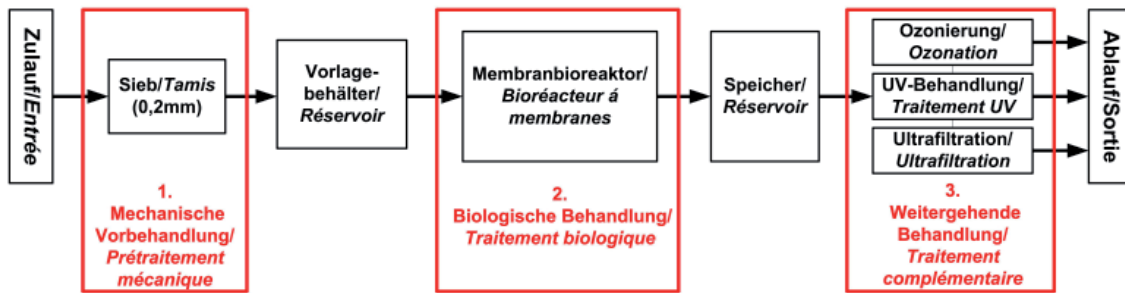 Zulauf/Entrée
Sieb/Tamis
(0,2mm)
1.
Mechanische
Vorbehandlung/
Prétraitement
mécanique
Vorlage-
behälter/
Réservoir
Membranbioreaktor/
Bioréacteur á
membranes
2.
Biologische Behandlung/
Traitement biologique
Speicher/
Réservoir
Ozonierung/
Ozonation
UV-Behandlung/
Traitement UV
Ultrafiltration/
Ultrafiltration
3.
Weitergehende
Behandlung/
Traitement
complémentaire
Ablauf/Sortie